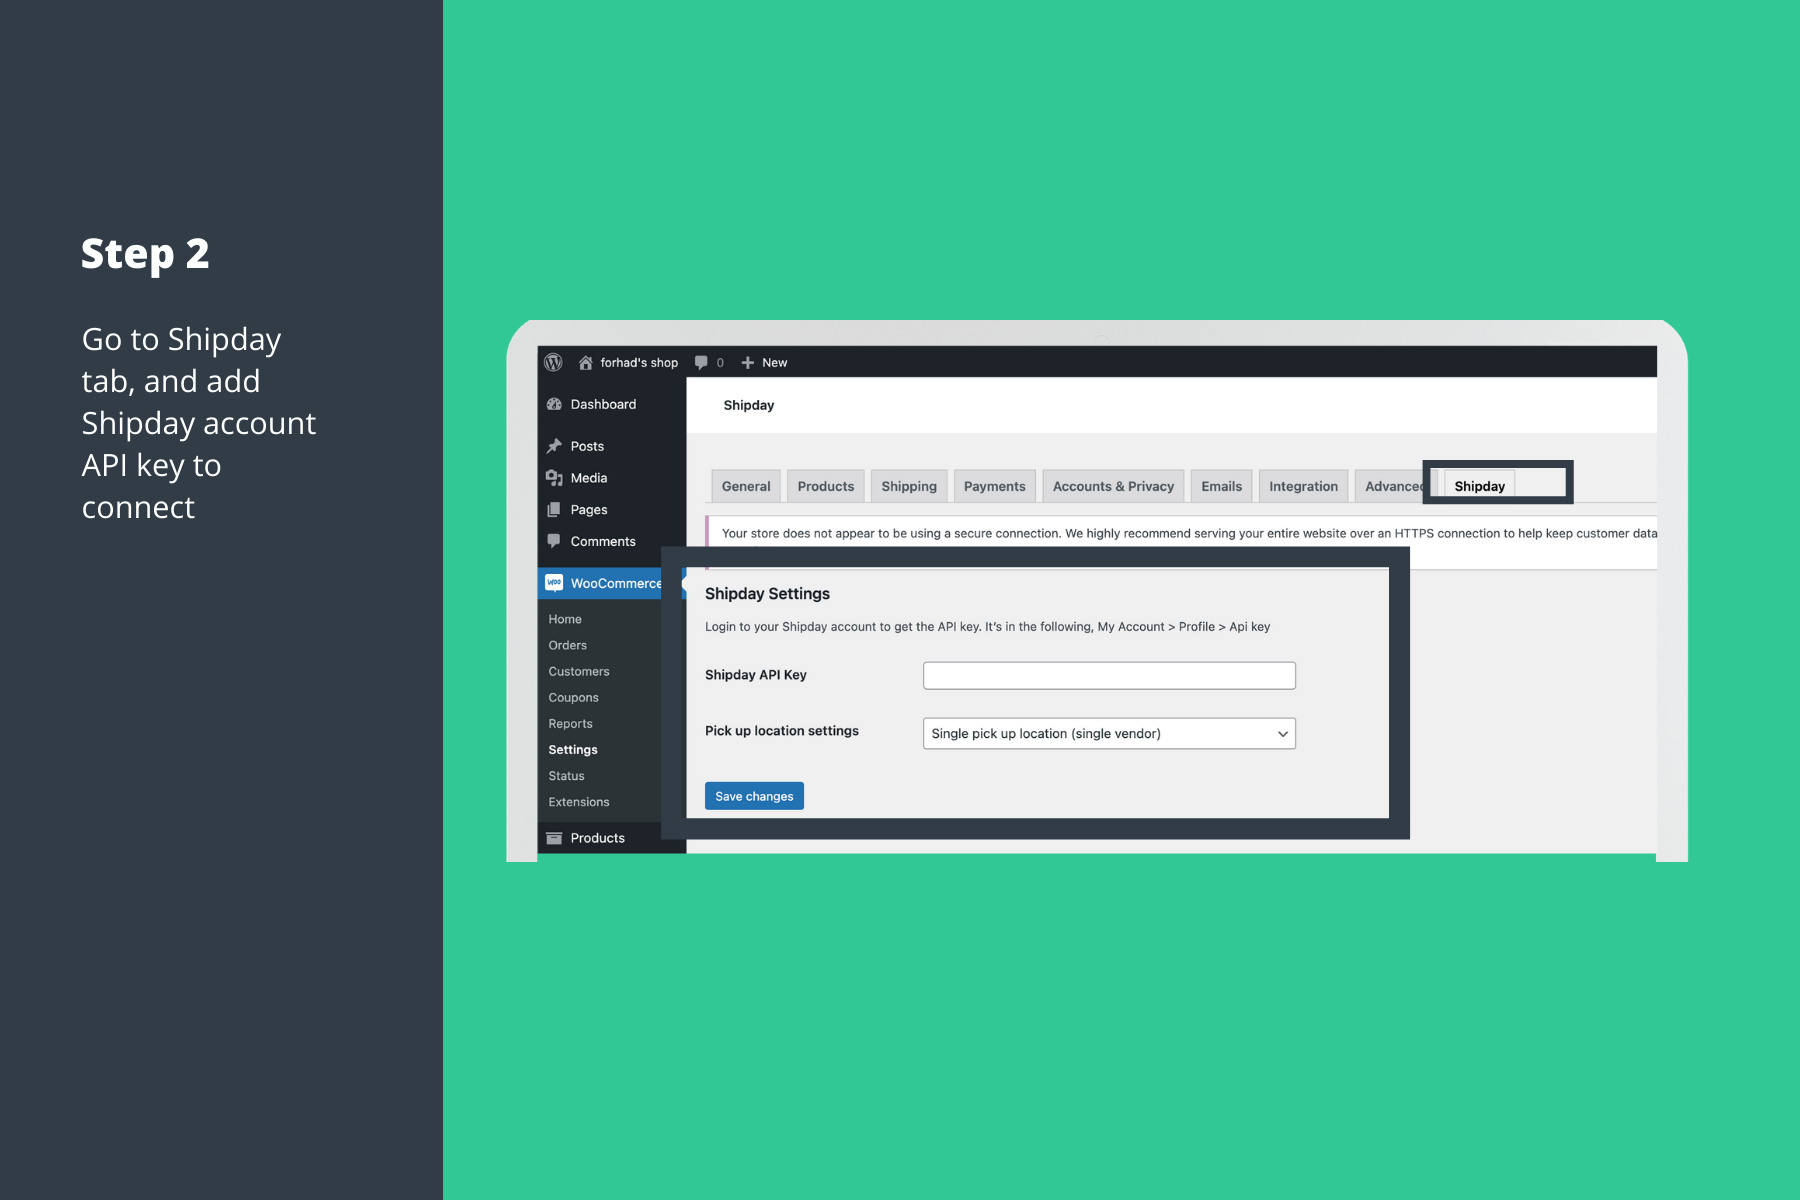 Step 2
Go to Shipday
tab, and add
Shipday account
API key to
connect
forhad's shop 0 New
Dashboard
Posts
Media
Pages
Comments
woo WooCommerce
Home
Orders
Customers
Coupons
Reports
Settings
Status
Extensions
Products
Shipday
General Products Shipping Payments Accounts & Privacy Emails Integration Advanced Shipday
Your store does not appear to be using a secure connection. We highly recommend serving your entire website over an HTTPS connection to help keep customer data
Shipday Settings
Login to your Shipday account to get the API key. It's in the following, My Account > Profile > Api key
Shipday API Key
Pick up location settings Single pick up location (single vendor)
Save changes